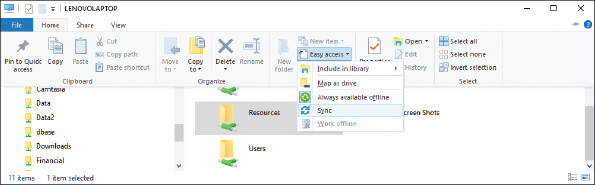 LENOVOLAPTOP
File Home Share View
Pin to Quick access
Copy
Paste
Cut
Copy path
Paste shortcut
Clipboard
Move to
Copy to
Delete
Rename
Organize
New folder
New item
Easy access
Include in library
Map as drive
Always available offline
Sync
Work offline
Properties
Open
Edit
History
Select all
Select none
Invert selection
Select
Camtasia
Data
Data2
dbase
Downloads
Financial
Resources
Users
creen Shots
11 items 1 item selected